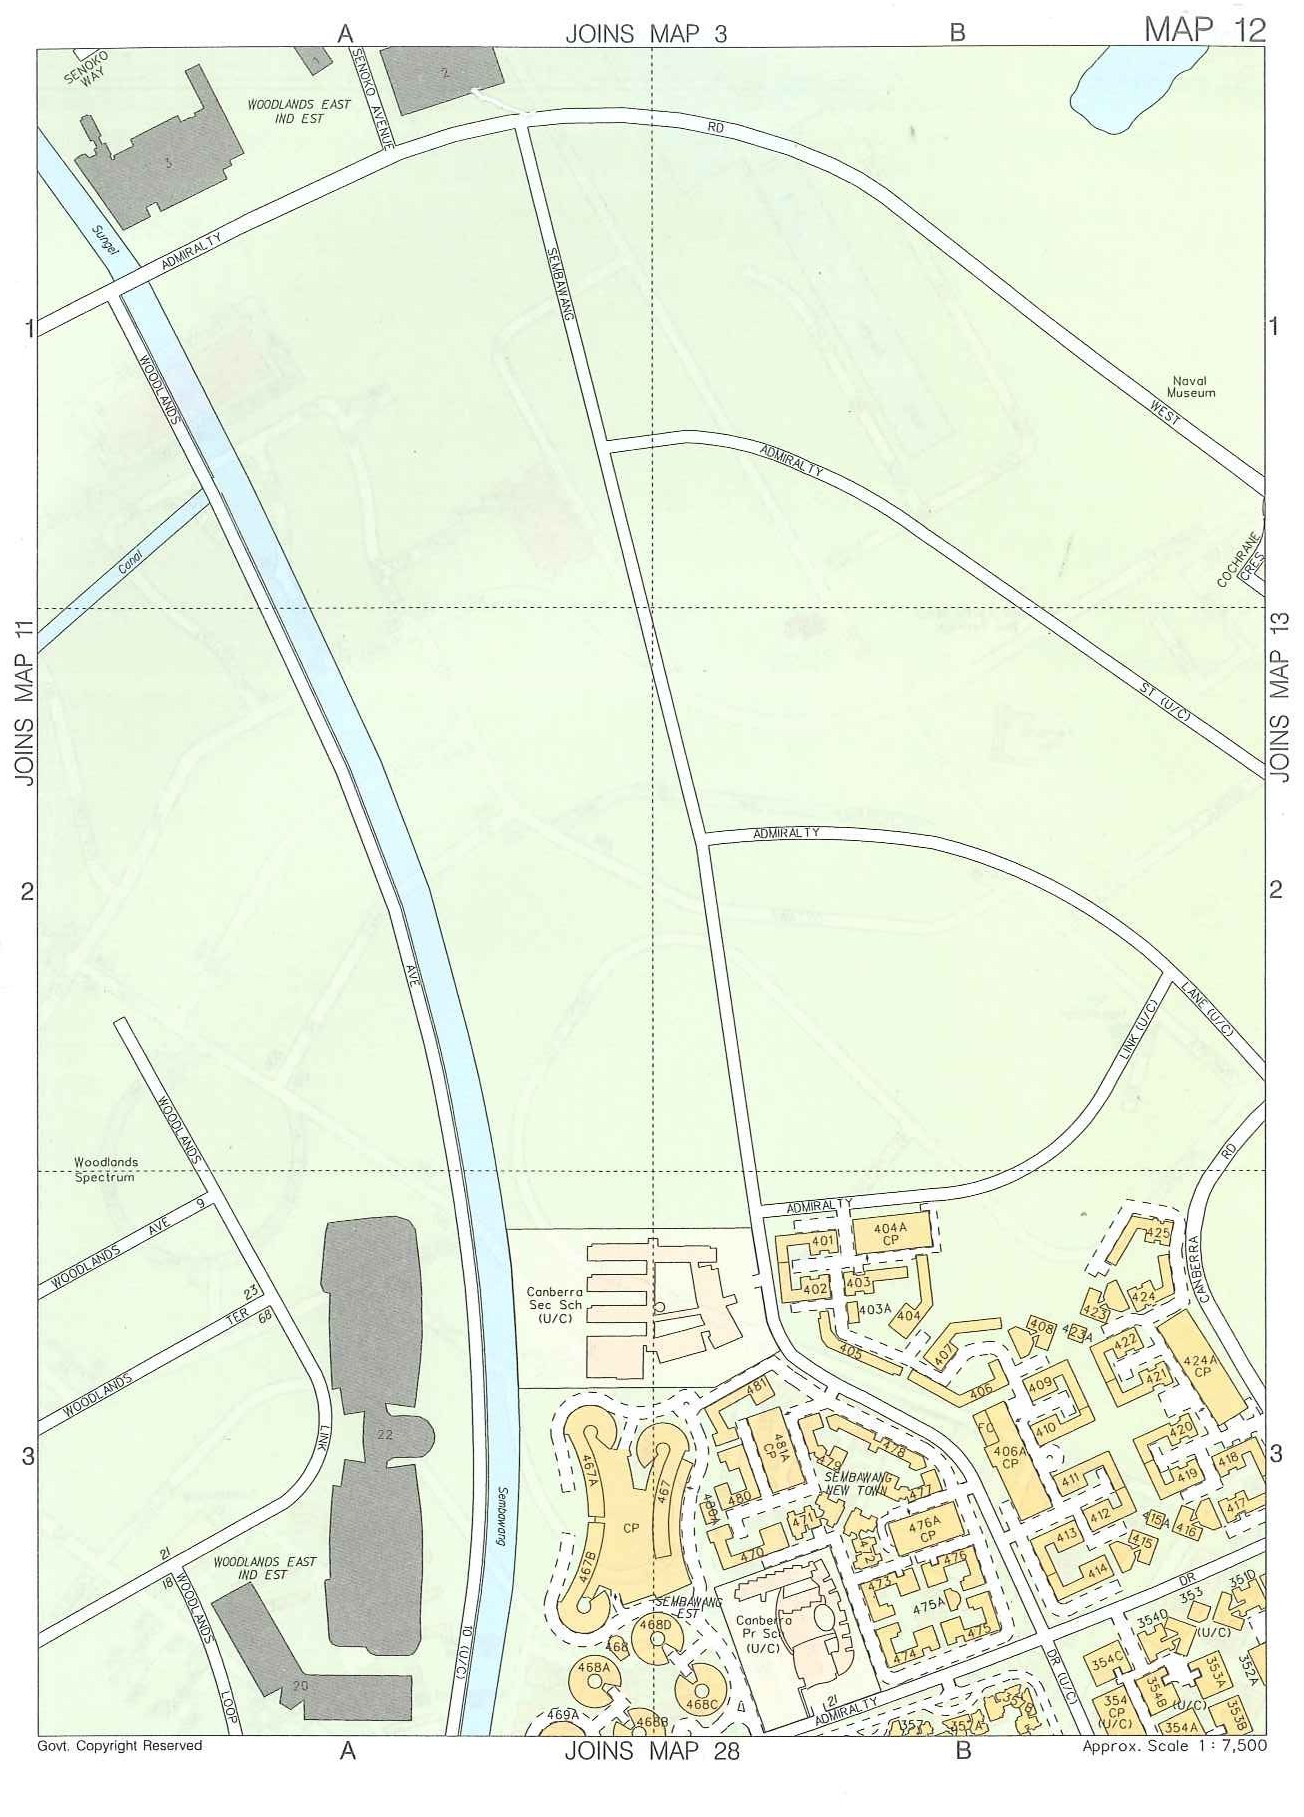 A
JOINS MAP 3
B
MAP 12
SENOKO
WAY
1
SENOKO AVENUE
2
WOODLANDS EAST
IND EST
3
RD
Sungei
ADMIRALTY
SEMBAWANG
1
1
WOODLANDS
Naval
Museum
WEST
ADMIRALTY
Canal
COCHRANE
CRES
JOINS MAP 11
JOINS MAP 13
ST (U/C)
ADMIRALTY
2
2
AVE
LANE (U/C)
LINK (U/C)
WOODLANDS
Woodlands
Spectrum
RD
WOODLANDS AVE 9
ADMIRALTY
404A
CP
401
425
CANBERRA
402
403
403A
404
424
423
423A
WOODLANDS TER
23
68
Canberra
Sec Sch
(U/C)
405
407
408
422
424A
CP
421
406
409
481
LINK
22
FC
410
406A
CP
420
3
3
467A
467
481A
CP
479
478
SEMBAWANG
NEW TOWN
419
418
411
480
480A
477
417
412
415A
416
Sembawang
CP
471
476A
CP
413
415
470
472
414
21
18
WOODLANDS EAST
IND EST
467B
476
473
DR
351D
353
475A
SEMBAWANG
EST
WOODLANDS
LOOP
468D
Canberra
Pr Sch
(U/C)
475
354D
(U/C)
468
474
10 (U/C)
DR (U/C)
354C
353A
352A
468A
354B
20
468C
21
ADMIRALTY
354
CP
(U/C)
(U/C)
353B
469A
468B
357
357A
357B
354A
Govt. Copyright Reserved
A
JOINS MAP 28
B
Approx. Scale 1 : 7,500